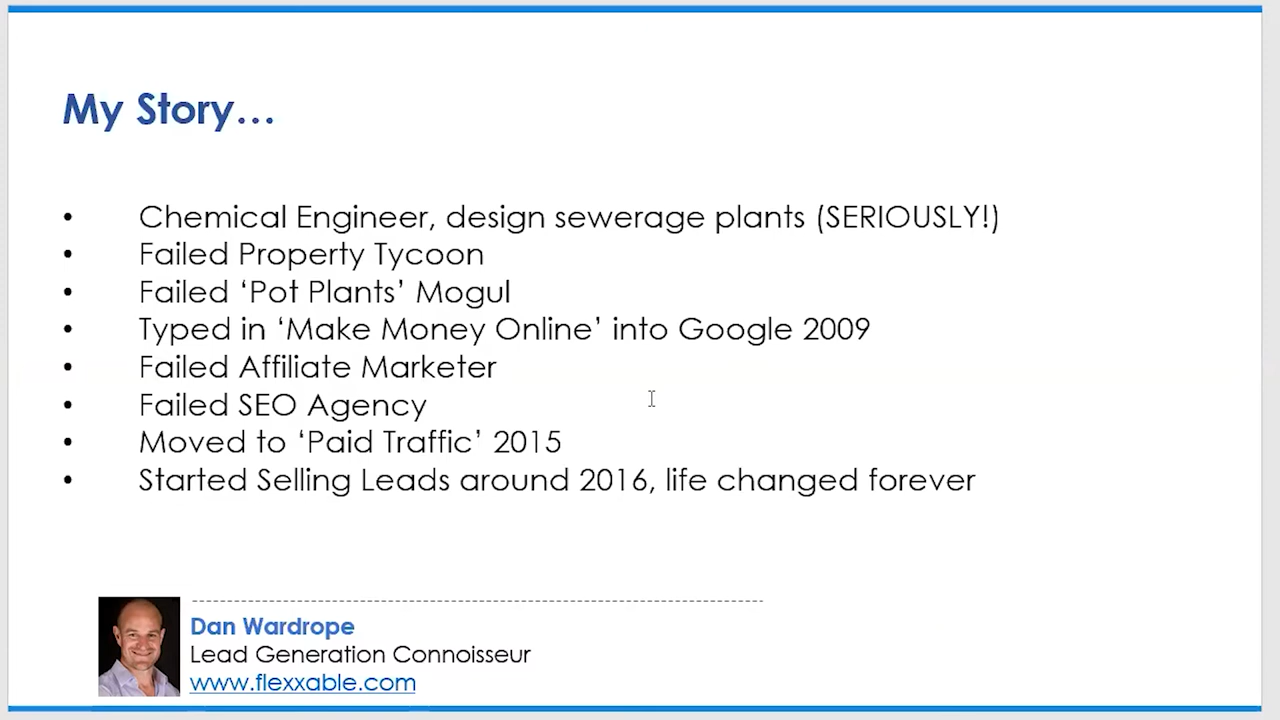 My Story…
• Chemical Engineer, design sewerage plants (SERIOUSLY!)
• Failed Property Tycoon
• Failed ‘Pot Plants’ Mogul
• Typed in ‘Make Money Online’ into Google 2009
• Failed Affiliate Marketer
• Failed SEO Agency
• Moved to ‘Paid Traffic’ 2015
• Started Selling Leads around 2016, life changed forever
Dan Wardrope
Lead Generation Connoisseur
www.flexxable.com